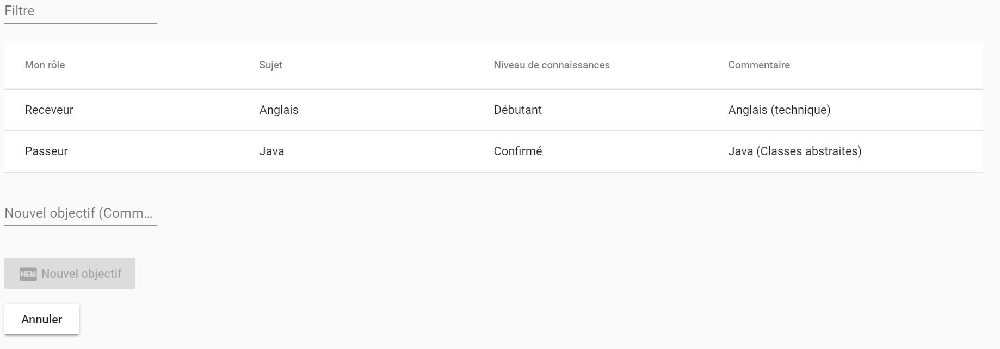 Filtre
Mon rôle Sujet Niveau de connaissances Commentaire
Receveur Anglais Débutant Anglais (technique)
Passeur Java Confirmé Java (Classes abstraites)
Nouvel objectif (Comm...
NEW Nouvel objectif
Annuler